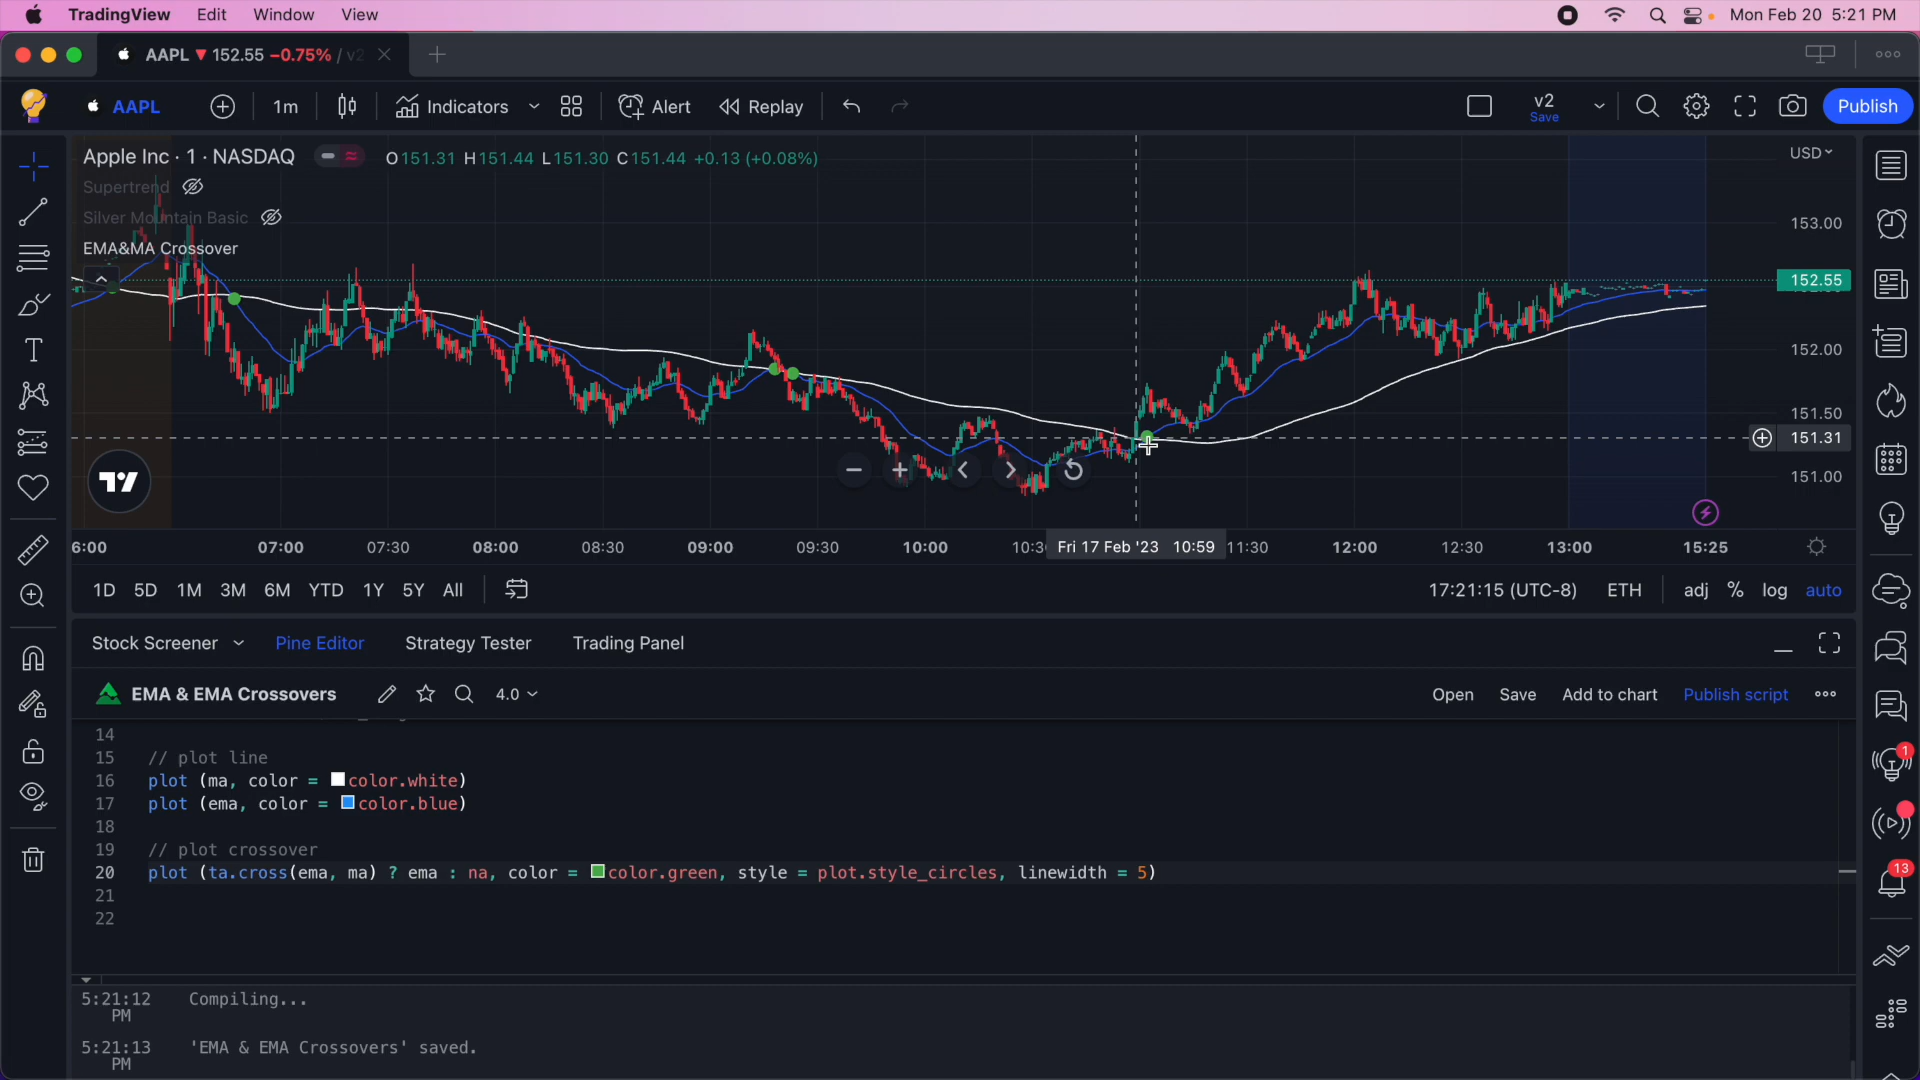 TradingView Edit Window View Mon Feb 20 5:21 PM
AAPL ▼ 152.55 −0.75% / v2
AAPL 1m Indicators Alert Replay v2 Save Publish
Apple Inc · 1 · NASDAQ O151.31 H151.44 L151.30 C151.44 +0.13 (+0.08%) USD
Supertrend
Silver Mountain Basic
EMA&MA Crossover
153.00
152.55
152.00
151.50
151.31
151.00
6:00 07:00 07:30 08:00 08:30 09:00 09:30 10:00 10:30 Fri 17 Feb '23 10:59 11:30 12:00 12:30 13:00 15:25
1D 5D 1M 3M 6M YTD 1Y 5Y All 17:21:15 (UTC-8) ETH adj % log auto
Stock Screener Pine Editor Strategy Tester Trading Panel
EMA & EMA Crossovers 4.0 Open Save Add to chart Publish script
14
15 // plot line
16 plot (ma, color = color.white)
17 plot (ema, color = color.blue)
18
19 // plot crossover
20 plot (ta.cross(ema, ma) ? ema : na, color = color.green, style = plot.style_circles, linewidth = 5)
21
22
5:21:12 PM Compiling...
5:21:13 PM 'EMA & EMA Crossovers' saved.
1
13